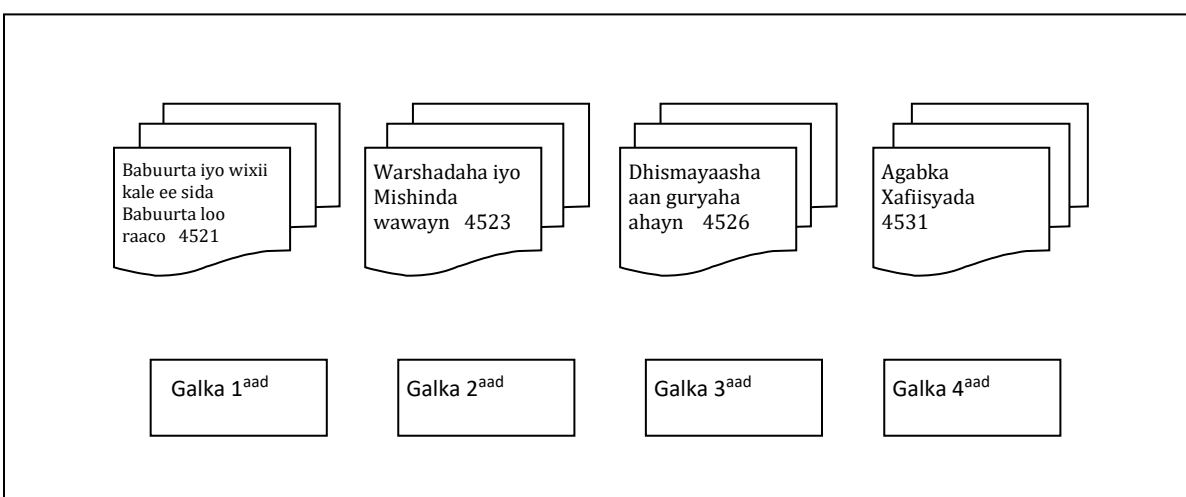 Babuurta iyo wixii
kale ee sida
Babuurta loo
raaco 4521
Warshadaha iyo
Mishinda
wawayn 4523
Dhismayaasha
aan guryaha
ahayn 4526
Agabka
Xafiisyada
4531
Galka 1aad
Galka 2aad
Galka 3aad
Galka 4aad